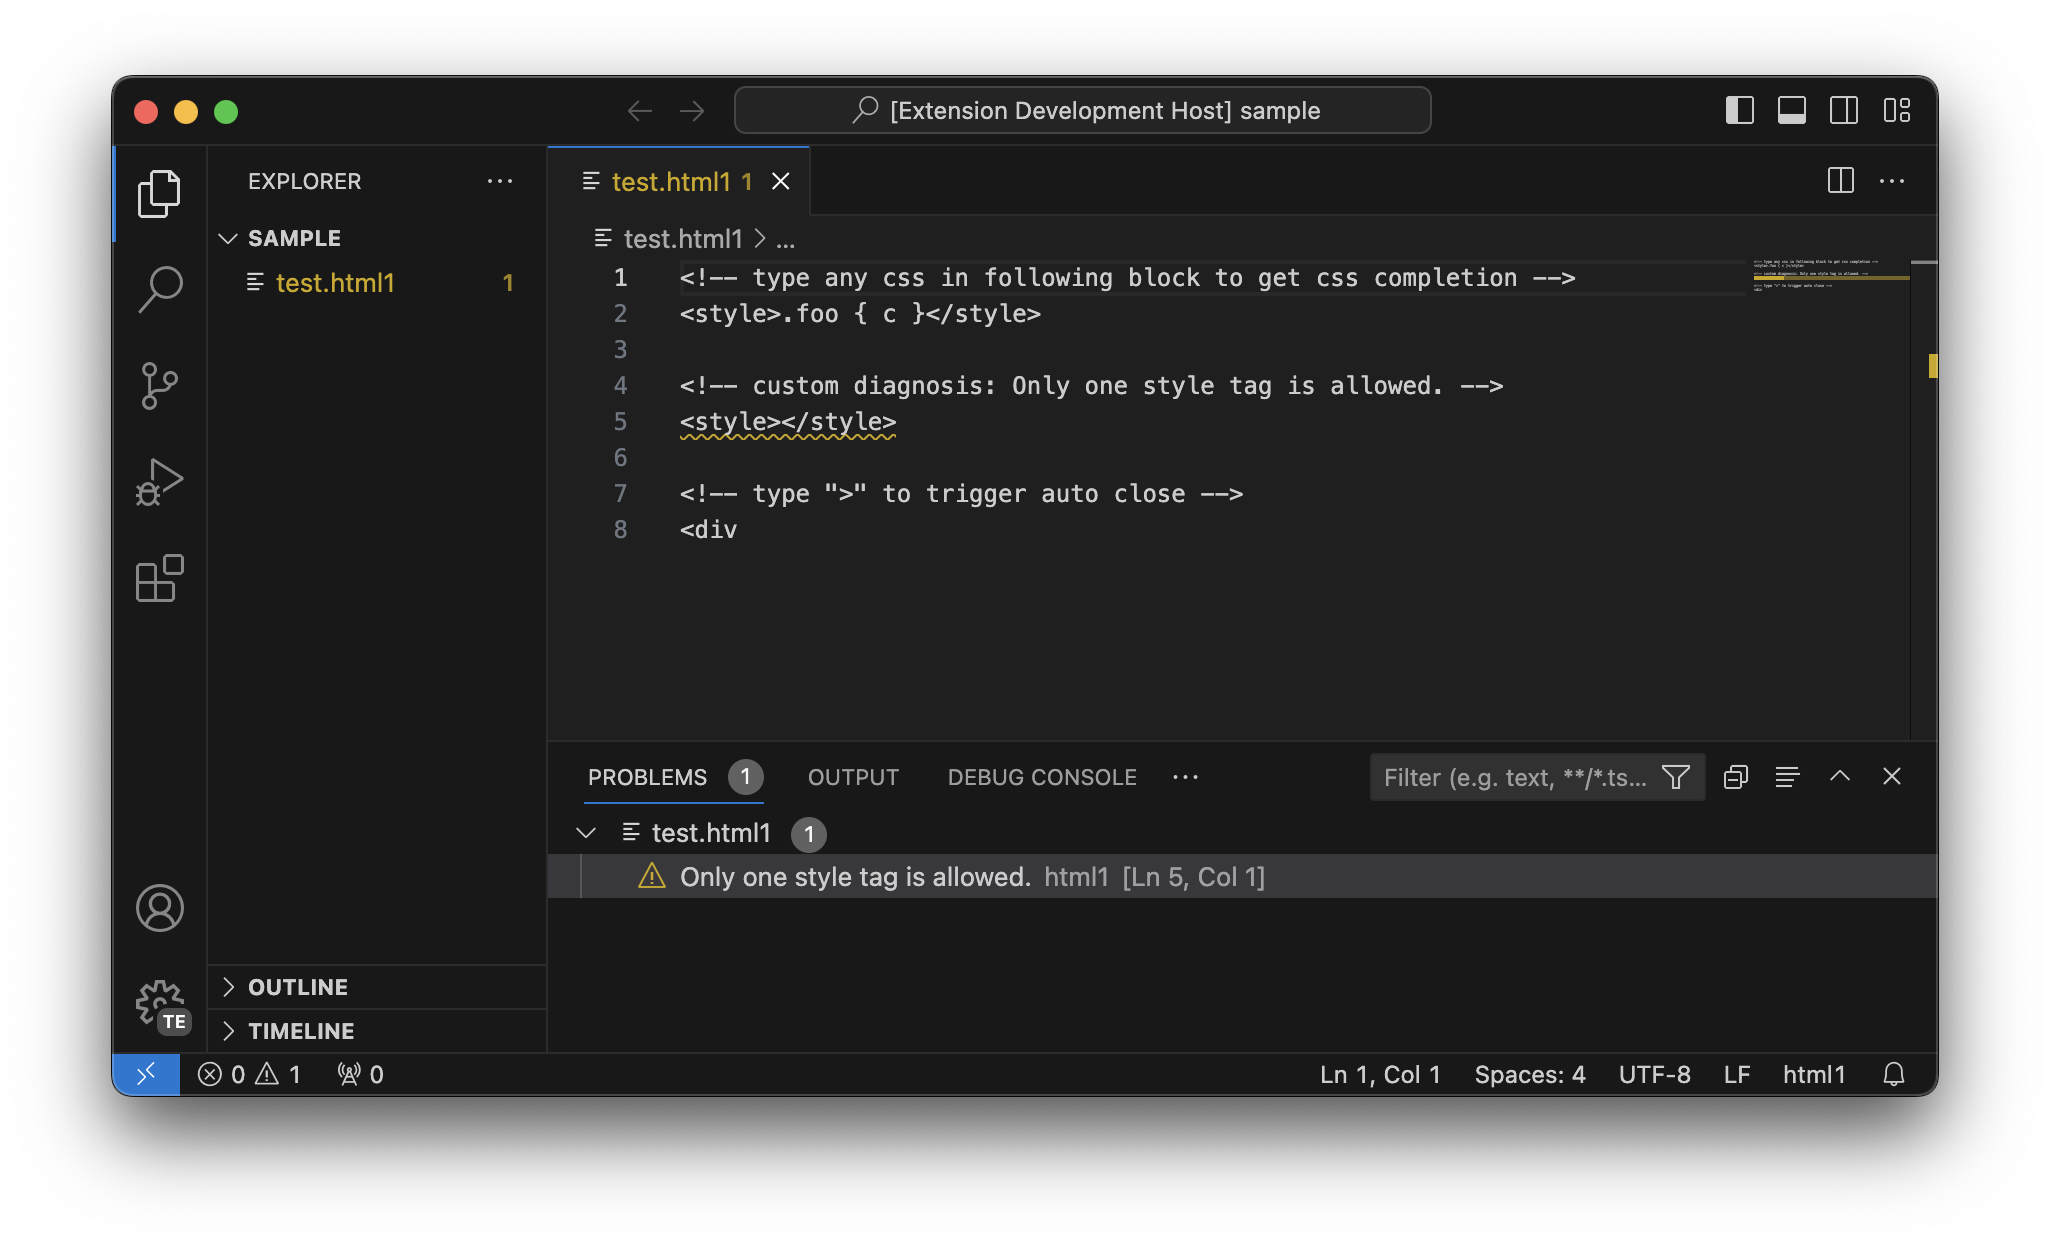 [Extension Development Host] sample
EXPLORER
SAMPLE
test.html1 1
test.html1 1
test.html1 > ...
1 <!-- type any css in following block to get css completion -->
2 <style>.foo { c }</style>
3
4 <!-- custom diagnosis: Only one style tag is allowed. -->
5 <style></style>
6
7 <!-- type ">" to trigger auto close -->
8 <div
PROBLEMS 1 OUTPUT DEBUG CONSOLE ··· Filter (e.g. text, **/*.ts...
test.html1 1
Only one style tag is allowed. html1 [Ln 5, Col 1]
OUTLINE
TIMELINE
TE
0 1 0 Ln 1, Col 1 Spaces: 4 UTF-8 LF html1